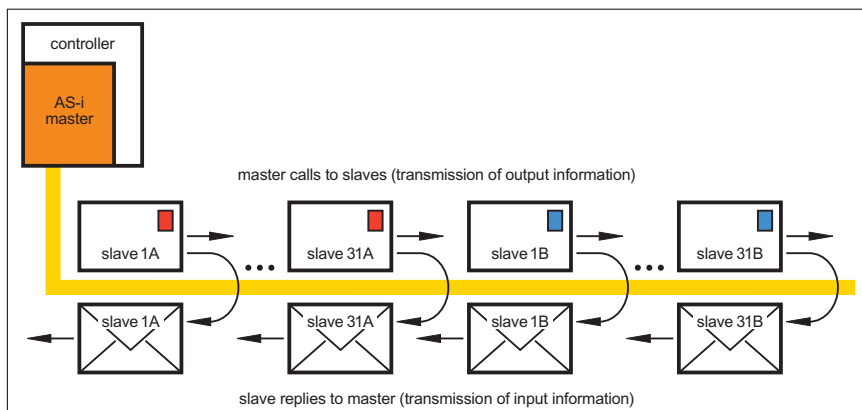 controller
AS-i
master
master calls to slaves (transmission of output information)
slave 1A
slave 31A
slave 1B
slave 31B
slave 1A
slave 31A
slave 1B
slave 31B
slave replies to master (transmission of input information)